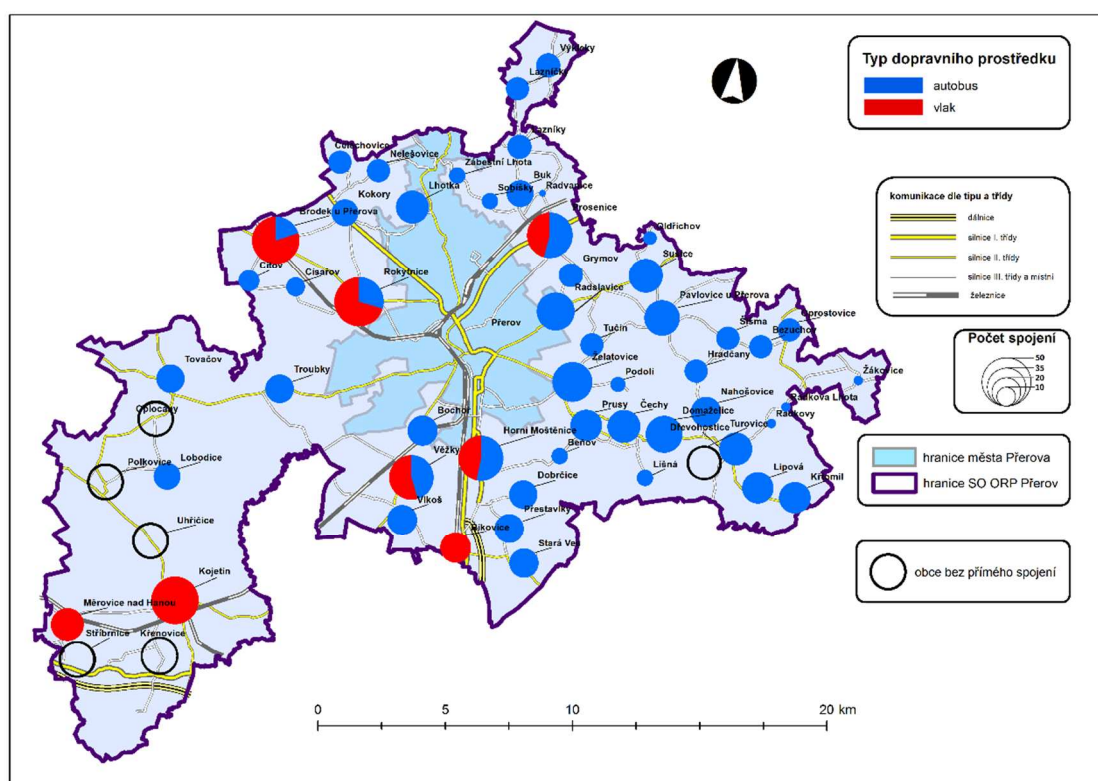 Výkleky
Lazníčky
Lazníky
Čelechovice
Nelešovice
Zábeštní Lhota
Buk
Sobíšky
Radvanice
Kokory
Lhotka
Brodek u Přerova
Prosenice
Oldřichov
Citov
Císařov
Grymov
Sušice
Rokytnice
Radslavice
Pavlovice u Přerova
Přerov
Tučín
Šišma
Oprostovice
Bezuchov
Tovačov
Troubky
Želatovice
Podolí
Hradčany
Žákovice
Nahošovice
Radkova Lhota
Radkovy
Oplocany
Bochoř
Prusy
Čechy
Domaželice
Dřevohostice
Turovice
Horní Moštěnice
Věžky
Beňov
Polkovice
Lobodice
Dobrčice
Líšná
Lipová
Křtomil
Vlkoš
Přestavlky
Uhřičice
Říkovice
Stará Ves
Kojetín
Měrovice nad Hanou
Stříbrnice
Křenovice
0 5 10 20 km
Typ dopravního prostředku
autobus
vlak
komunikace dle tipu a třídy
dálnice
silnice I. třídy
silnice II. třídy
silnice III. třídy a místní
železnice
Počet spojení
50
35
20
10
hranice města Přerova
hranice SO ORP Přerov
obce bez přímého spojení